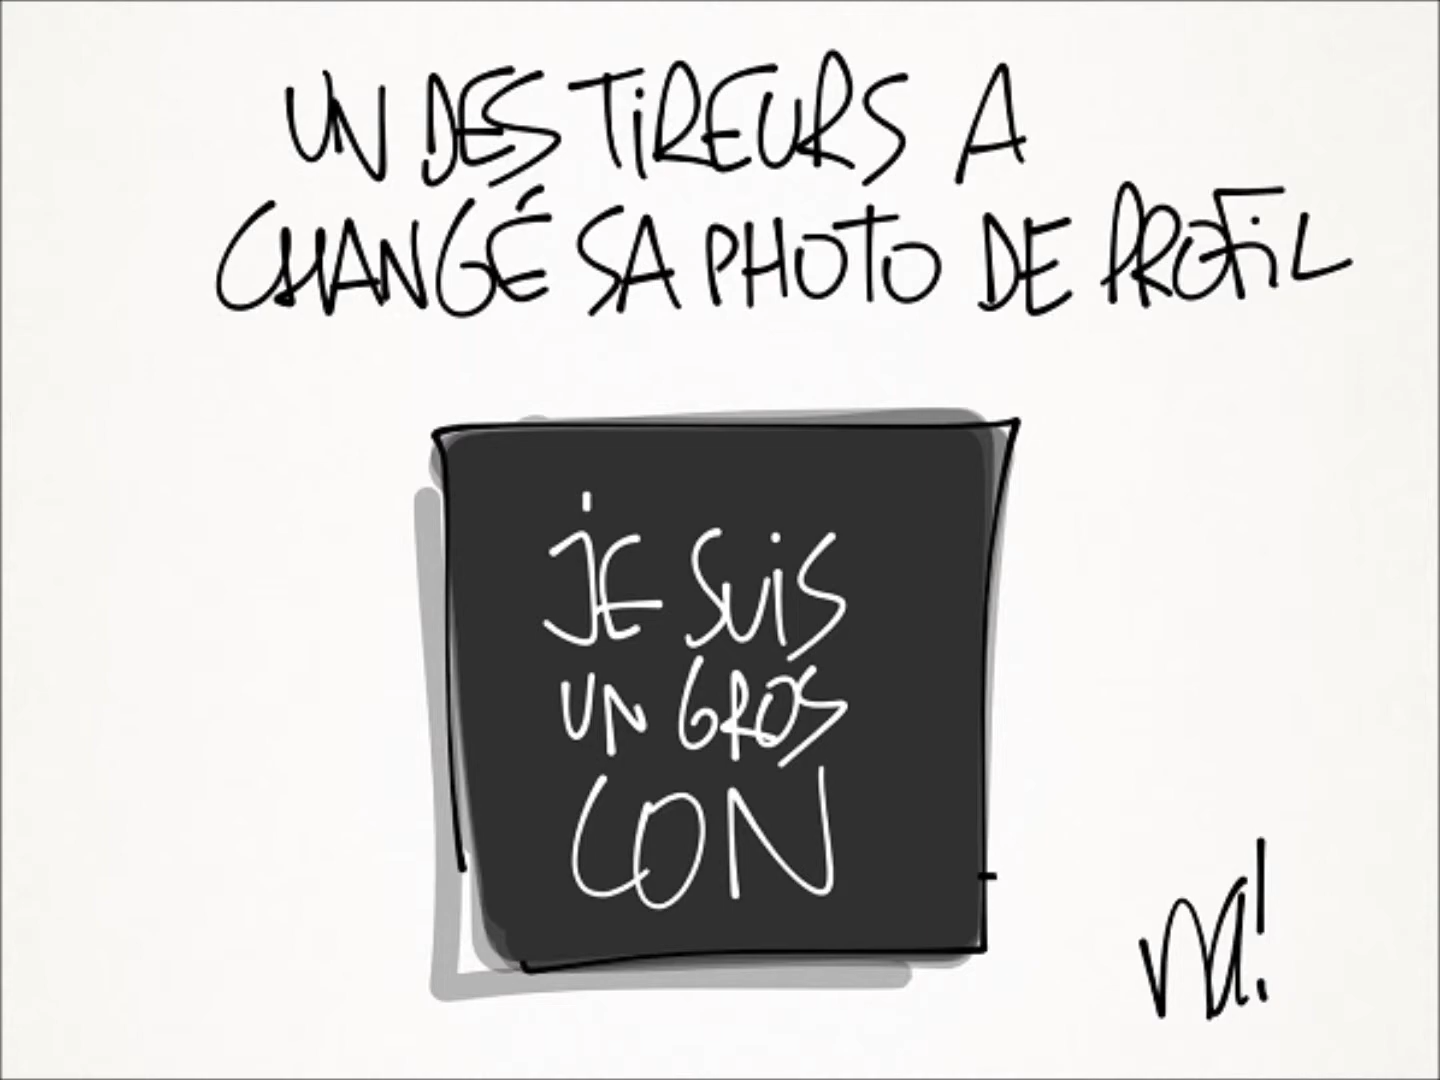 UN DES TiREURS A
CHANGÉ SA PHOTO DE PROFiL
jE SUiS
UN GROS
CON
na!